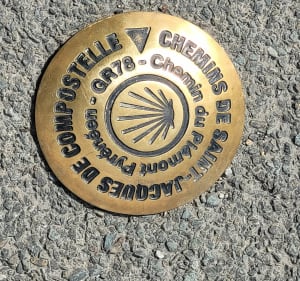 CHEMINS DE SAINT-JACQUES DE COMPOSTELLE
GR78 - Chemin du Piémont Pyrénéen -